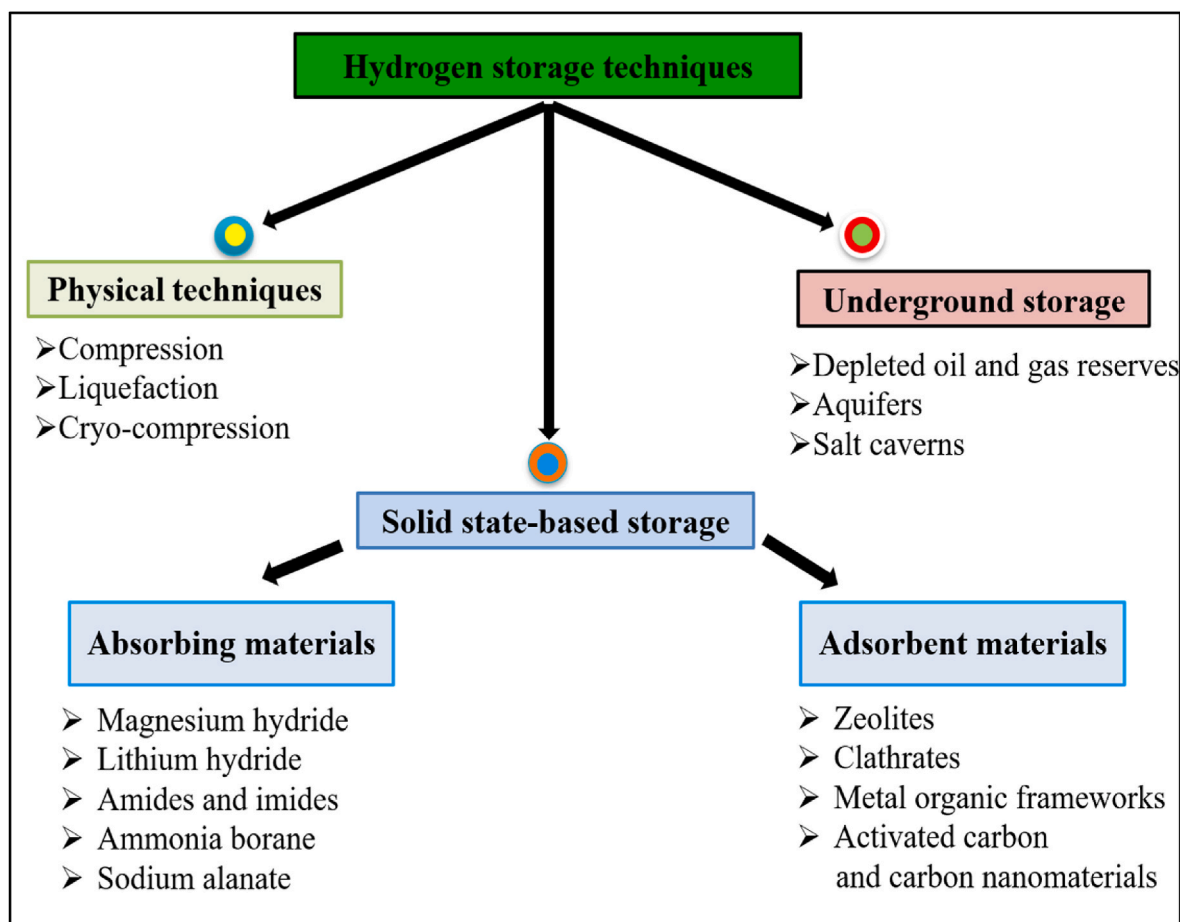 Hydrogen storage techniques
Physical techniques
➢Compression
➢Liquefaction
➢Cryo-compression
Underground storage
➢Depleted oil and gas reserves
➢Aquifers
➢Salt caverns
Solid state-based storage
Absorbing materials
➢ Magnesium hydride
➢ Lithium hydride
➢ Amides and imides
➢ Ammonia borane
➢ Sodium alanate
Adsorbent materials
➢ Zeolites
➢ Clathrates
➢ Metal organic frameworks
➢ Activated carbon
and carbon nanomaterials